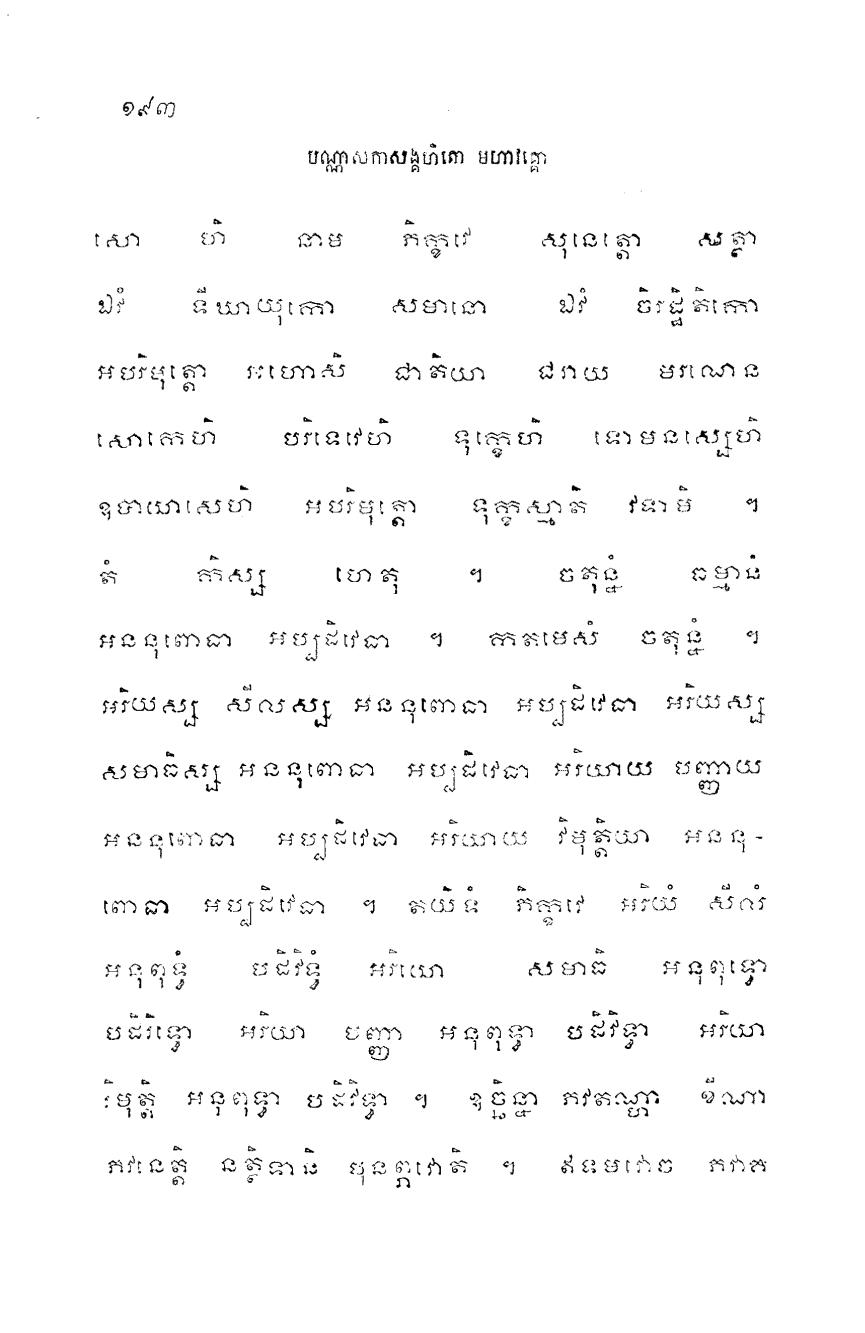 ១៩៣
បណ្ណាសកាសង្គហិតោ មហាវគ្គោ
សោ ហិ នាម ភិក្ខវេ សុនេត្តោ សត្ថា
ឯវំ ទីឃាយុកោ សមានោ ឯវំ ចិរដ្ឋិតិកោ
អបរិមុត្តោ អហោសិ ជាតិយា ជរាយ មរណេន
សោកេហិ បរិទេវេហិ ទុក្ខេហិ ទោមនស្សេហិ
ឧបាយាសេហិ អបរិមុត្តោ ទុក្ខស្មាតិ វទាមិ ។
តំ កិស្ស ហេតុ ។ ចតុន្នំ ធម្មានំ
អននុពោធា អប្បដិវេធា ។ កតមេសំ ចតុន្នំ ។
អរិយស្ស សីលស្ស អននុពោធា អប្បដិវេធា អរិយស្ស
សមាធិស្ស អននុពោធា អប្បដិវេធា អរិយាយ បញ្ញាយ
អននុពោធា អប្បដិវេធា អរិយាយ វិមុត្តិយា អននុ-
ពោធា អប្បដិវេធា ។ តយិទំ ភិក្ខវេ អរិយំ សីលំ
អនុពុទ្ធំ បដិវិទ្ធំ អរិយោ សមាធិ អនុពុទ្ធោ
បដិវិទ្ធោ អរិយា បញ្ញា អនុពុទ្ធា បដិវិទ្ធា អរិយា
វិមុត្តិ អនុពុទ្ធា បដិវិទ្ធា ។ ឧច្ឆិន្នា ភវតណ្ហា ខីណា
ភវនេត្តិ នត្ថិទានិ បុនព្ភវោតិ ។ ឥទមវោច ភគវា